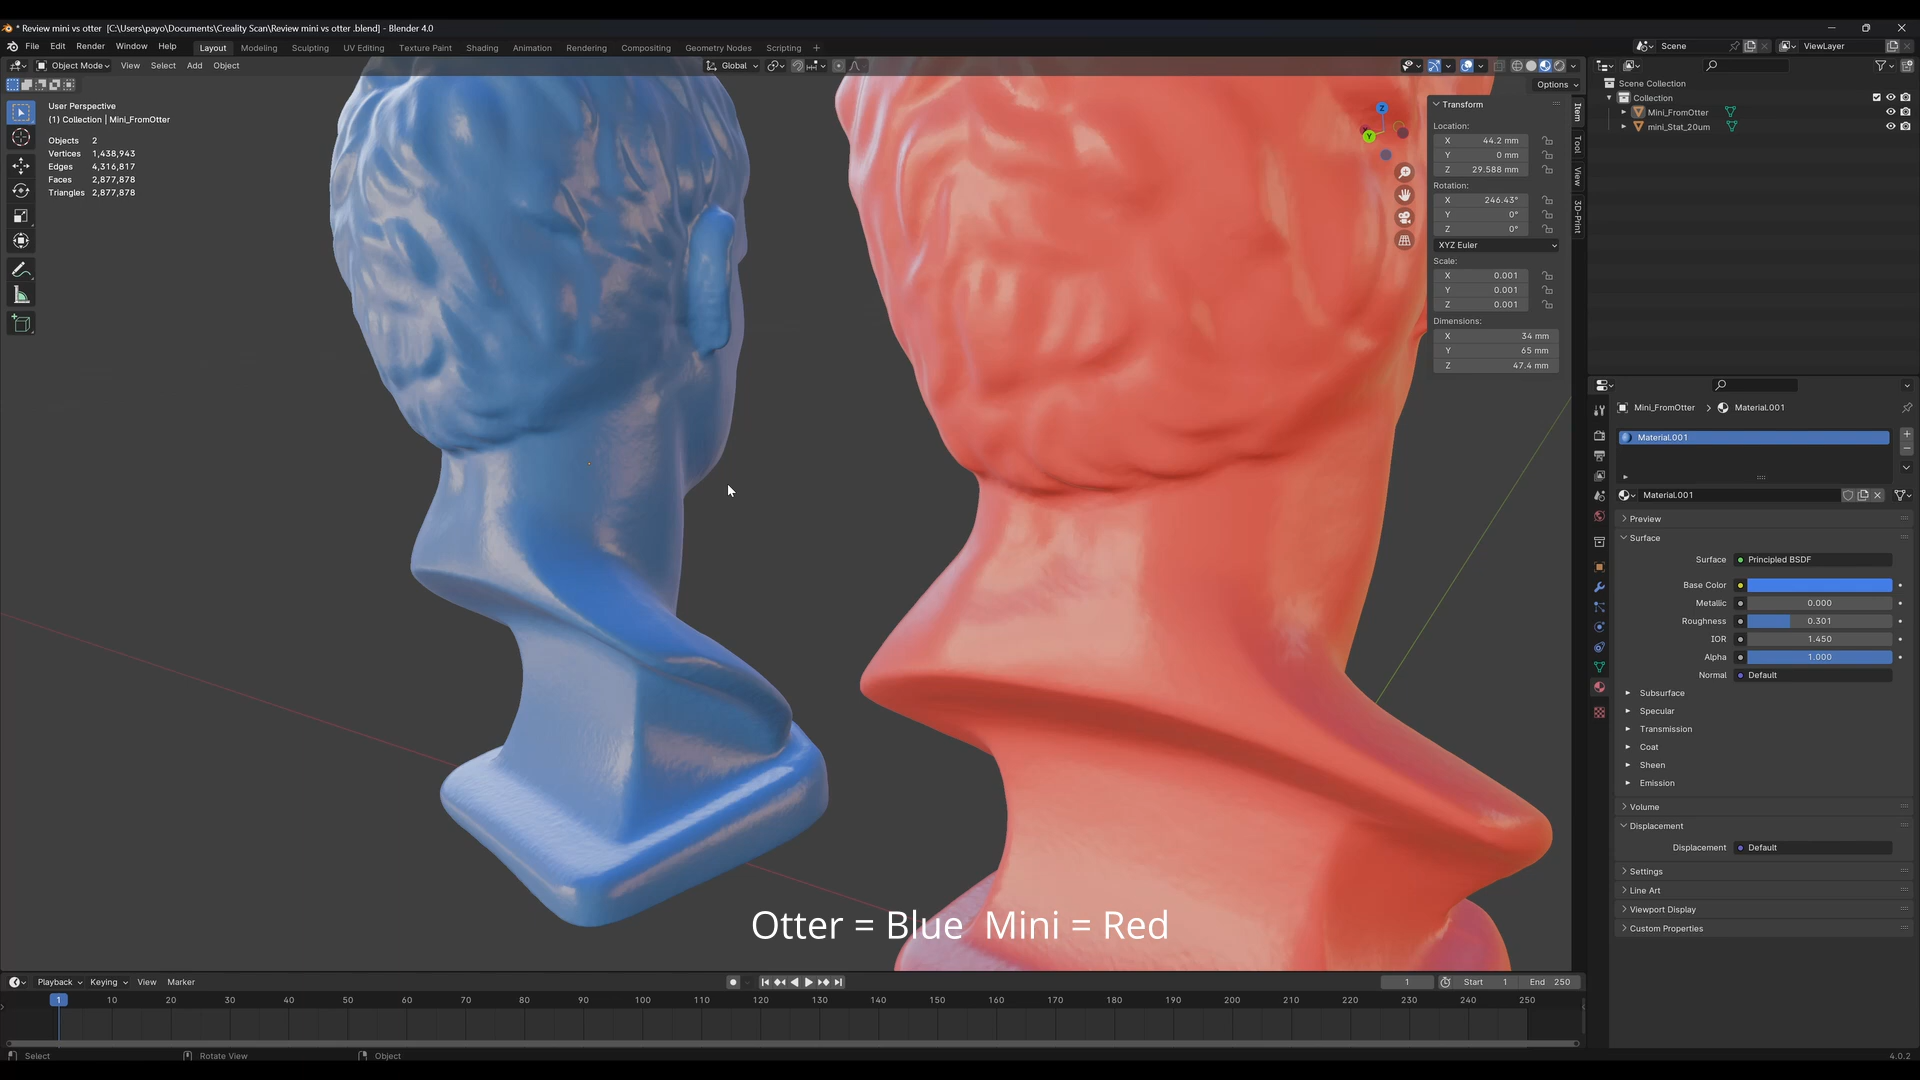 * Review mini vs otter [C:\Users\payo\Documents\Creality Scan\Review mini vs otter .blend] - Blender 4.0
File Edit Render Window Help Layout Modeling Sculpting UV Editing Texture Paint Shading Animation Rendering Compositing Geometry Nodes Scripting + Scene ViewLayer
Object Mode View Select Add Object Global
Options
User Perspective
(1) Collection | Mini_FromOtter
Objects 2
Vertices 1,438,943
Edges 4,316,817
Faces 2,877,878
Triangles 2,877,878
Z
Y
Transform
Location:
X 44.2 mm
Y 0 mm
Z 29.588 mm
Rotation:
X 246.43°
Y 0°
Z 0°
XYZ Euler
Scale:
X 0.001
Y 0.001
Z 0.001
Dimensions:
X 34 mm
Y 65 mm
Z 47.4 mm
Item
Tool
View
3D-Print
Scene Collection
Collection
Mini_FromOtter
mini_Stat_20um
Mini_FromOtter > Material.001
Material.001
Material.001
Preview
Surface
Surface Principled BSDF
Base Color
Metallic 0.000
Roughness 0.301
IOR 1.450
Alpha 1.000
Normal Default
Subsurface
Specular
Transmission
Coat
Sheen
Emission
Volume
Displacement
Displacement Default
Settings
Line Art
Viewport Display
Custom Properties
Otter = Blue Mini = Red
Playback Keying View Marker 1 Start 1 End 250
1 10 20 30 40 50 60 70 80 90 100 110 120 130 140 150 160 170 180 190 200 210 220 230 240 250
Select Rotate View Object 4.0.2